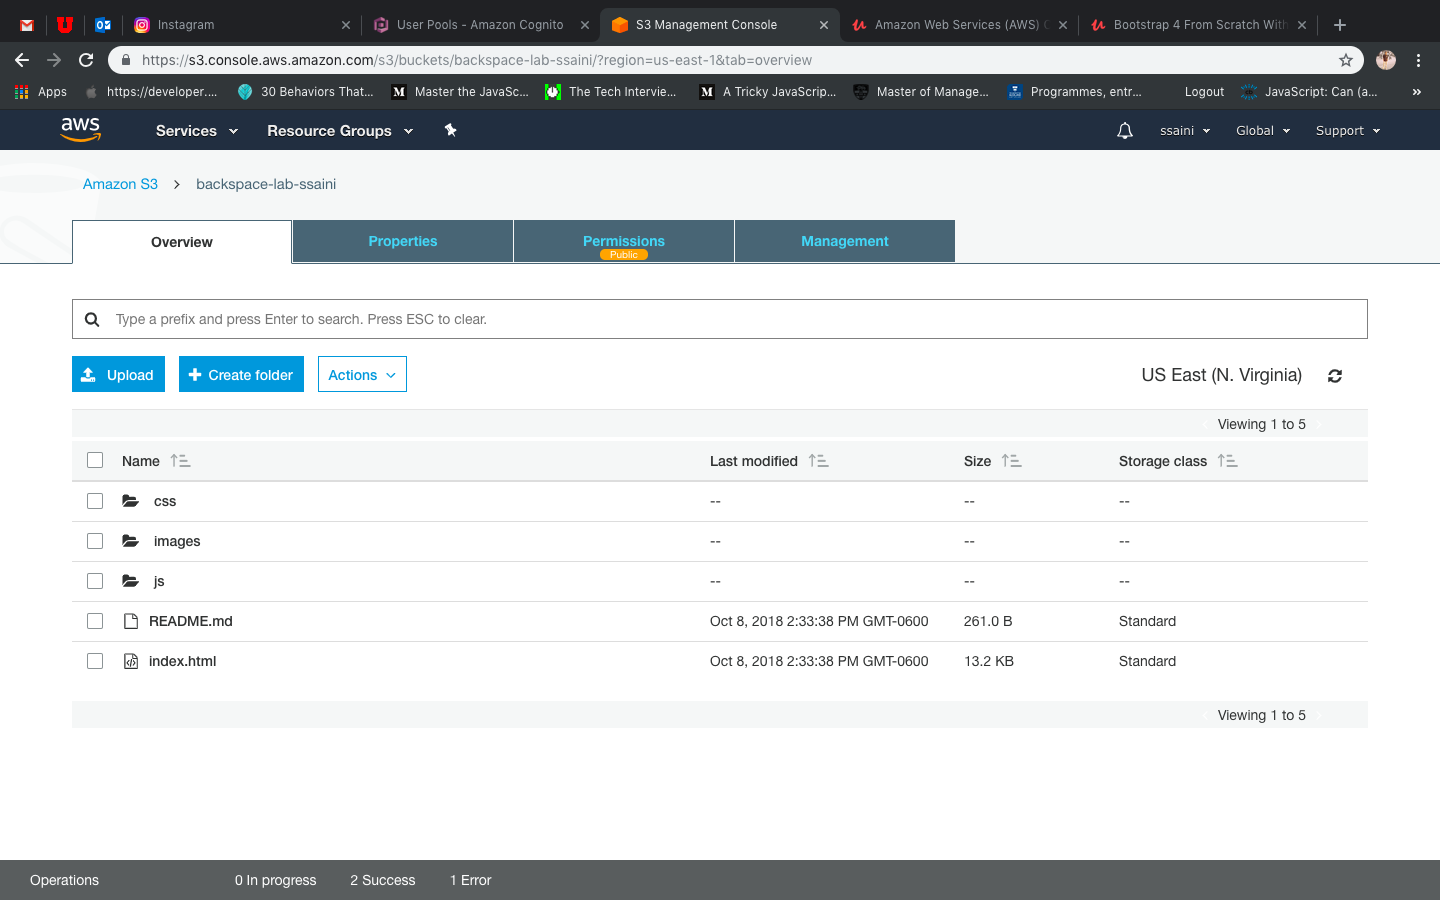 Instagram
User Pools - Amazon Cognito
S3 Management Console
Amazon Web Services (AWS)
Bootstrap 4 From Scratch With
https://s3.console.aws.amazon.com/s3/buckets/backspace-lab-ssaini/?region=us-east-1&tab=overview
Apps
https://developer....
30 Behaviors That...
Master the JavaSc...
The Tech Intervie...
A Tricky JavaScrip...
Master of Manage...
Programmes, entr...
Logout
JavaScript: Can (a...
»
aws
Services
Resource Groups
ssaini
Global
Support
Amazon S3 > backspace-lab-ssaini
Overview
Properties
Permissions
Public
Management
Type a prefix and press Enter to search. Press ESC to clear.
Upload
+ Create folder
Actions
US East (N. Virginia)
Viewing 1 to 5
Name
Last modified
Size
Storage class
css -- -- --
images -- -- --
js -- -- --
README.md Oct 8, 2018 2:33:38 PM GMT-0600 261.0 B Standard
index.html Oct 8, 2018 2:33:38 PM GMT-0600 13.2 KB Standard
Viewing 1 to 5
Operations
0 In progress
2 Success
1 Error